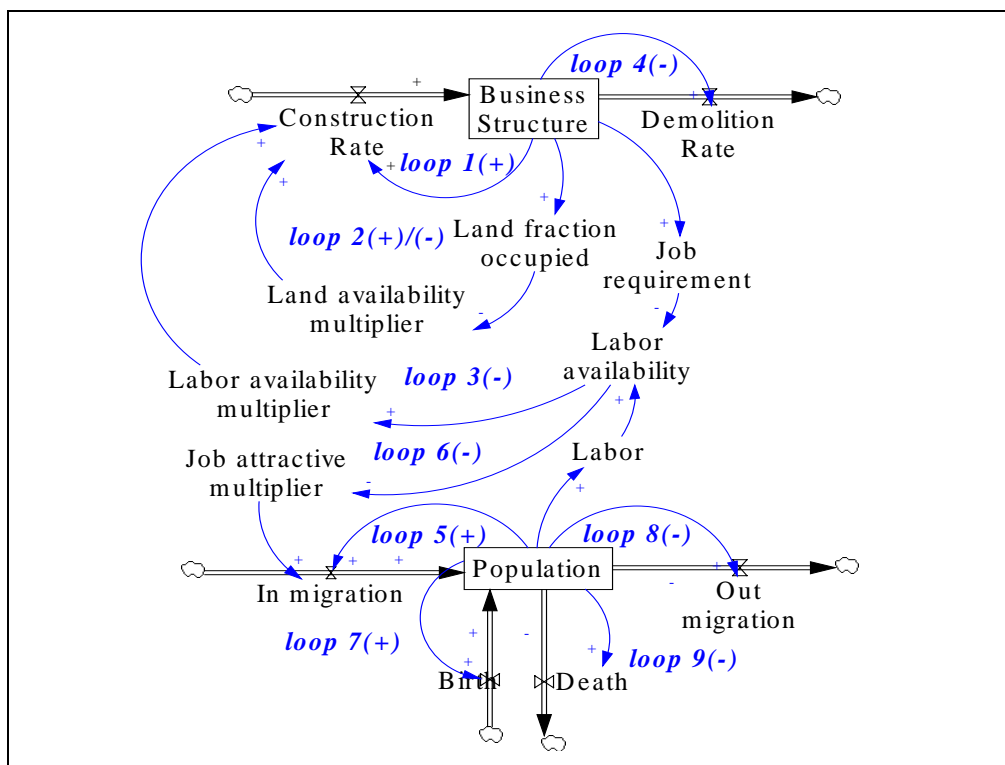 loop 4(-)
+
Business
Structure
+
Construction
Rate
Demolition
Rate
+
+
loop 1(+)
+
+
+
loop 2(+)/(-)
Land fraction
occupied
Job
requirement
Land availability
multiplier
-
-
Labor
availability
Labor availability
multiplier
loop 3(-)
+
+
Job attractive
multiplier
loop 6(-)
Labor
-
+
loop 5(+)
loop 8(-)
+
+
+
Population
-
+
In migration
Out
migration
loop 7(+)
+
-
+
+
loop 9(-)
Birth
Death